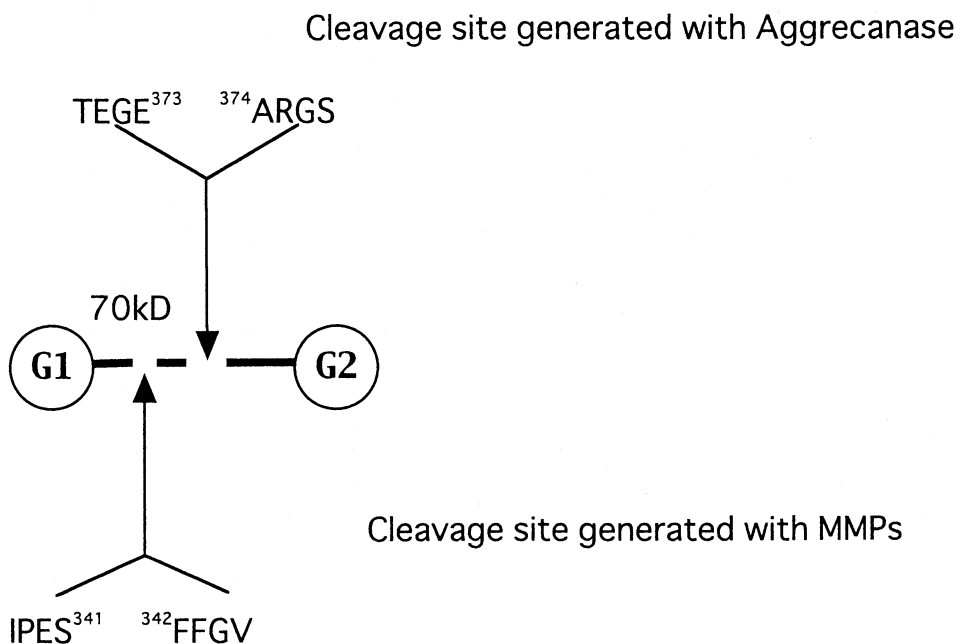 Cleavage site generated with Aggrecanase
TEGE³⁷³ ³⁷⁴ARGS
70kD
G1 G2
Cleavage site generated with MMPs
IPES³⁴¹ ³⁴²FFGV